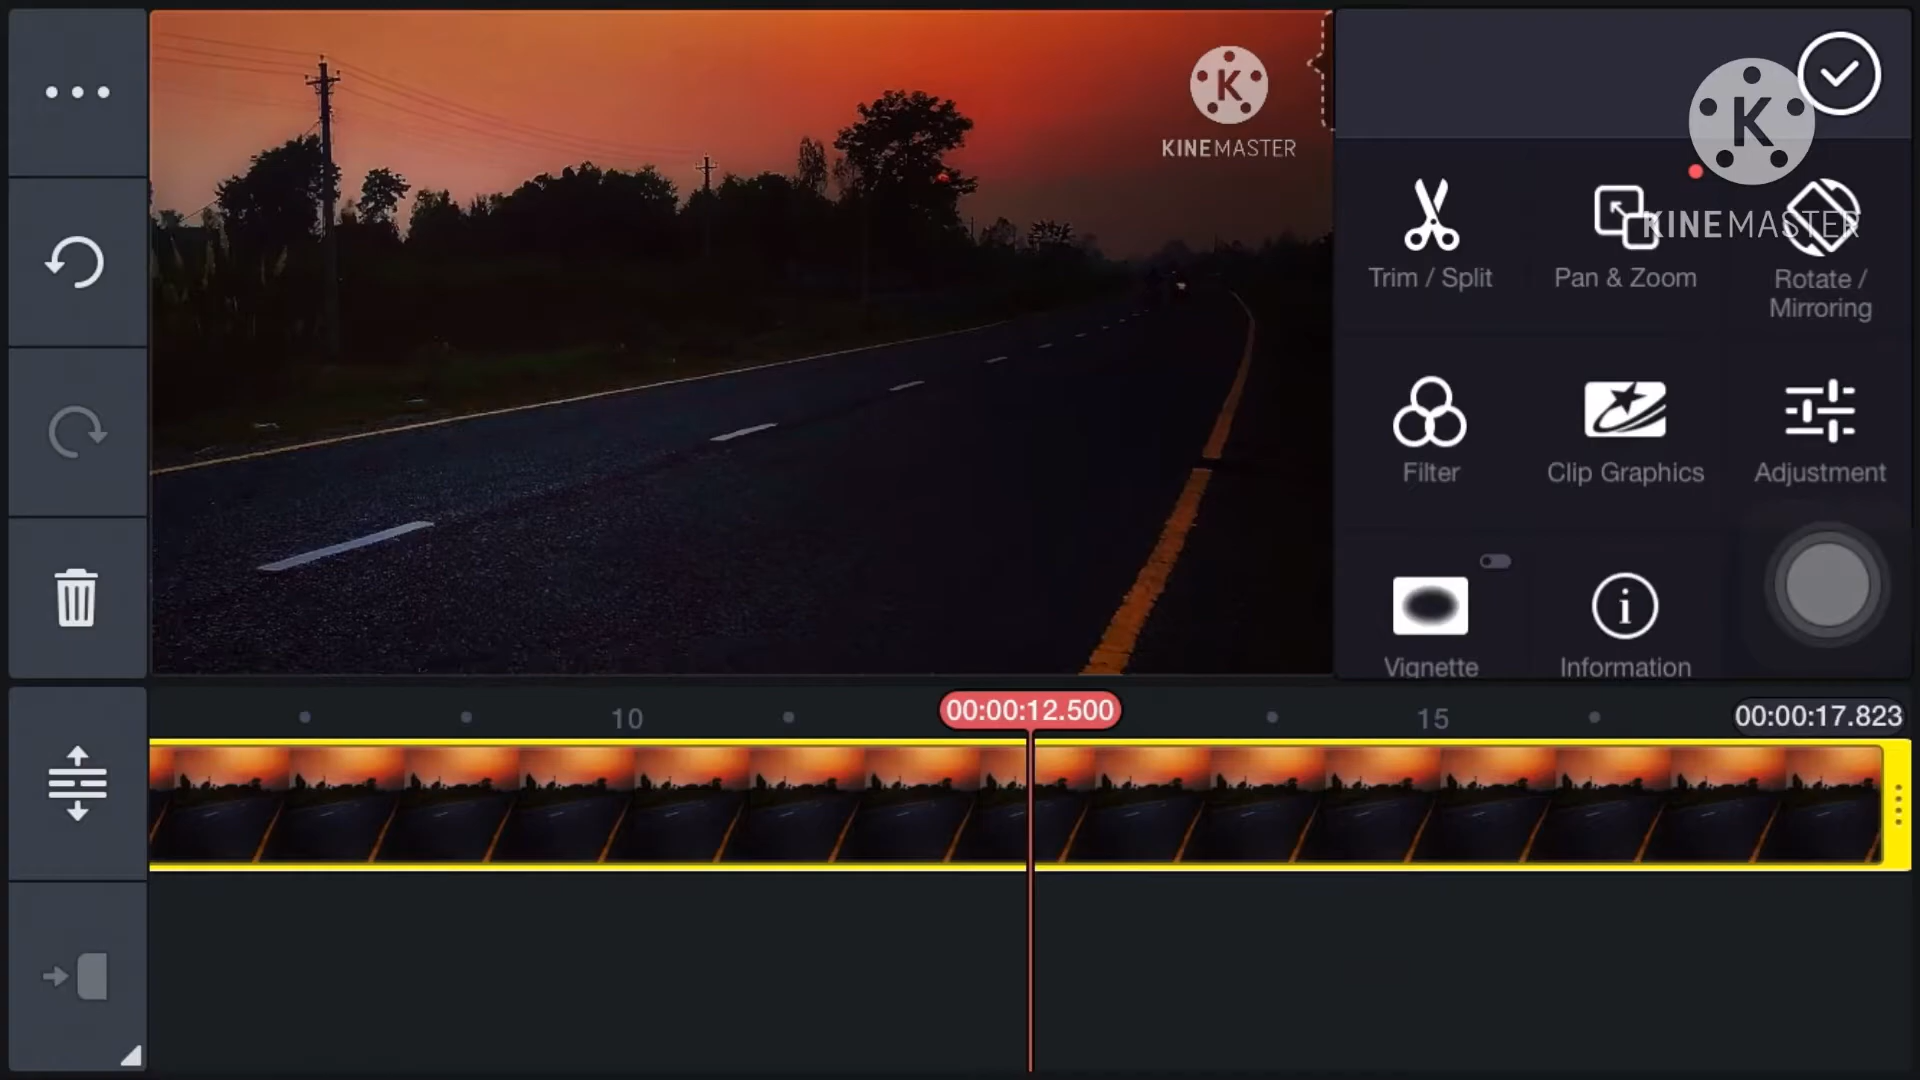 K
KINEMASTER
K
KINEMASTER
Trim / Split
Pan & Zoom
Rotate /
Mirroring
Filter
Clip Graphics
Adjustment
Vignette
i
Information
10
00:00:12.500
15
00:00:17.823